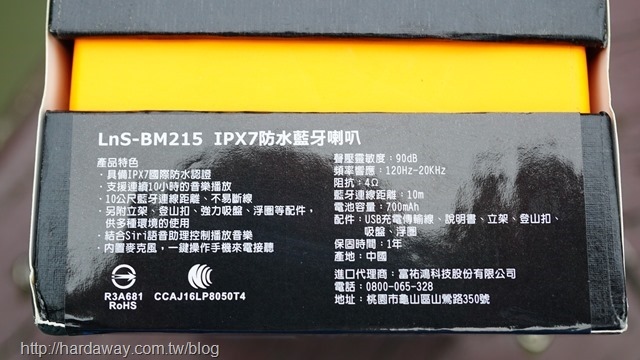 LnS-BM215 IPX7防水藍牙喇叭
產品特色
· 具備IPX7國際防水認證
· 支援連續10小時的音樂播放
· 10公尺藍牙連線距離、不易斷線
· 另附立架、登山扣、強力吸盤、浮圈等配件，
供多種環境的使用
· 結合Siri語音助理控制播放音樂
· 內置麥克風，一鍵操作手機來電接聽
R3A681
RoHS
CCAJ16LP8050T4
聲壓靈敏度：90dB
頻率響應：120Hz-20KHz
阻抗：4Ω
藍牙連線距離：10m
電池容量：700mAh
配件：USB充電傳輸線、說明書、立架、登山扣、
吸盤、浮圈
保固時間：1年
產地：中國
進口代理商：富祐鴻科技股份有限公司
電話：0800-065-328
地址：桃園市龜山區山鶯路350號
http://hardaway.com.tw/blog